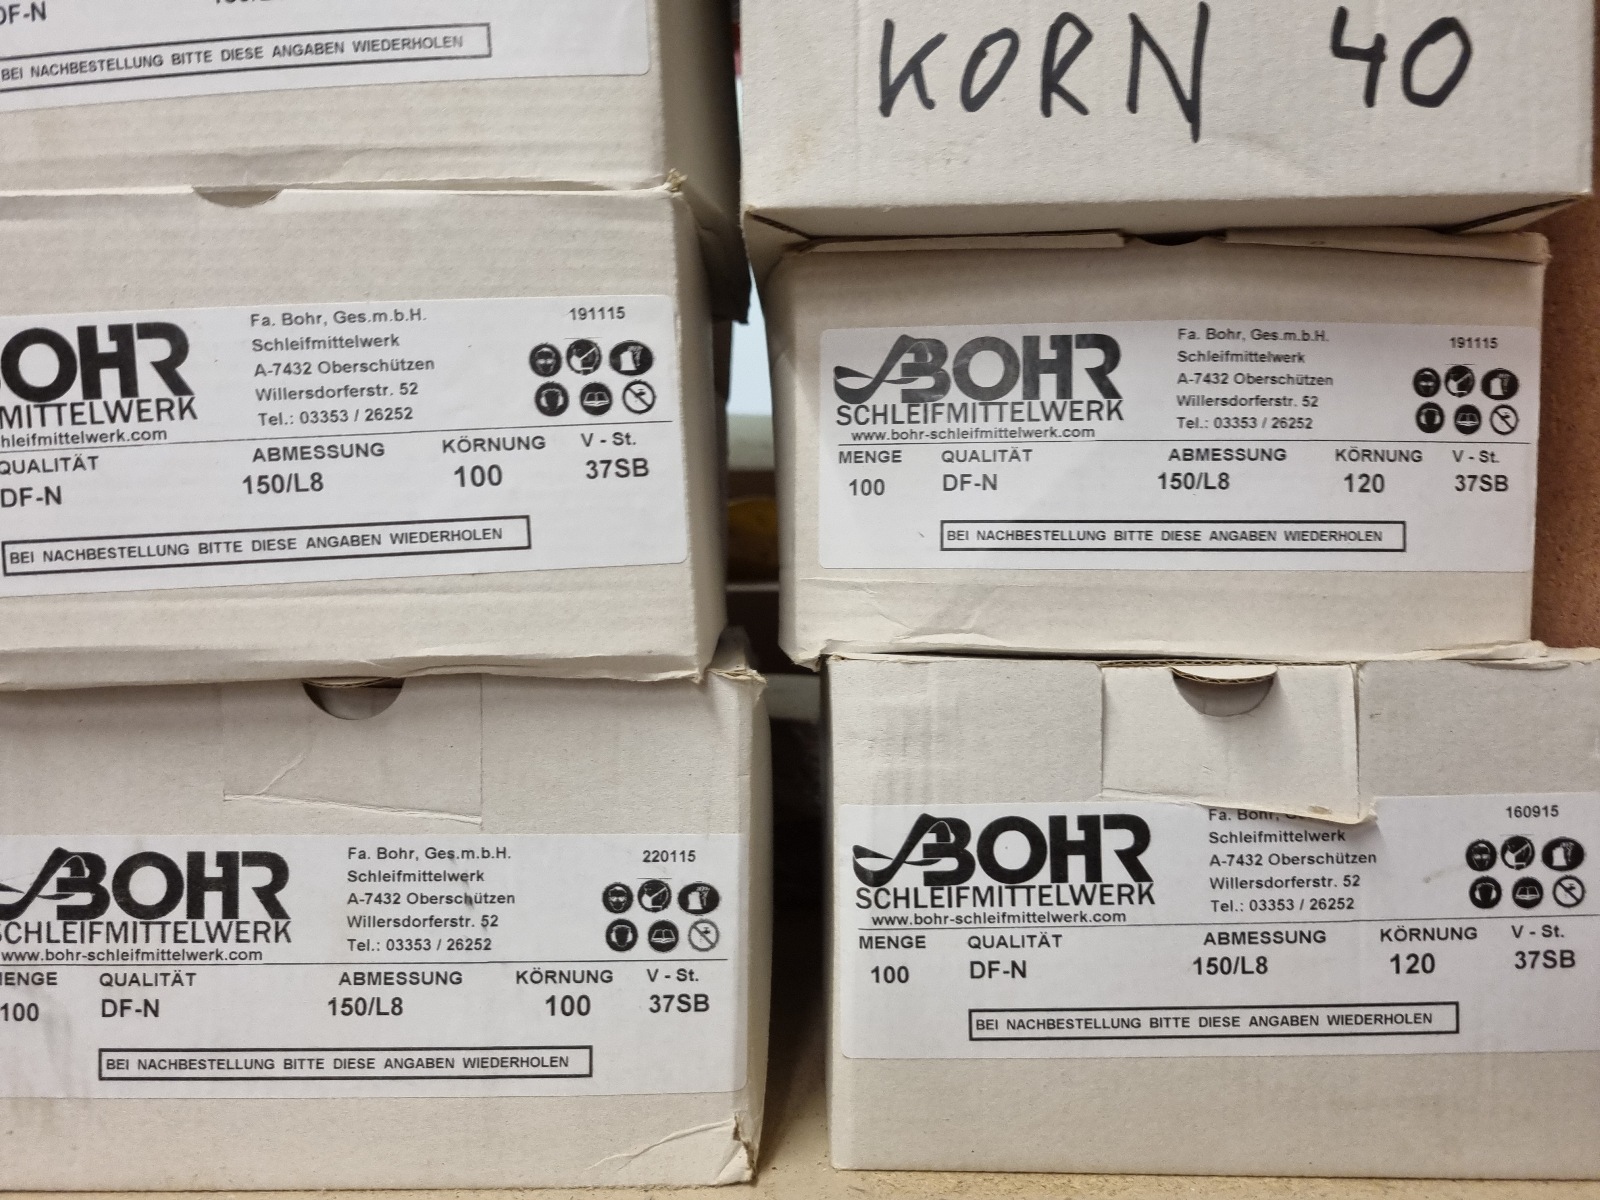 DF-N
BEI NACHBESTELLUNG BITTE DIESE ANGABEN WIEDERHOLEN
KORN 40
OHR
MITTELWERK
hleifmittelwerk.com
Fa. Bohr, Ges.m.b.H.
Schleifmittelwerk
A-7432 Oberschützen
Willersdorferstr. 52
Tel.: 03353 / 26252
191115
QUALITÄT ABMESSUNG KÖRNUNG V - St.
DF-N 150/L8 100 37SB
BEI NACHBESTELLUNG BITTE DIESE ANGABEN WIEDERHOLEN
BOHR
SCHLEIFMITTELWERK
www.bohr-schleifmittelwerk.com
Fa. Bohr, Ges.m.b.H.
Schleifmittelwerk
A-7432 Oberschützen
Willersdorferstr. 52
Tel.: 03353 / 26252
191115
MENGE QUALITÄT ABMESSUNG KÖRNUNG V - St.
100 DF-N 150/L8 120 37SB
BEI NACHBESTELLUNG BITTE DIESE ANGABEN WIEDERHOLEN
BOHR
SCHLEIFMITTELWERK
www.bohr-schleifmittelwerk.com
Fa. Bohr, Ges.m.b.H.
Schleifmittelwerk
A-7432 Oberschützen
Willersdorferstr. 52
Tel.: 03353 / 26252
220115
MENGE QUALITÄT ABMESSUNG KÖRNUNG V - St.
100 DF-N 150/L8 100 37SB
BEI NACHBESTELLUNG BITTE DIESE ANGABEN WIEDERHOLEN
BOHR
SCHLEIFMITTELWERK
www.bohr-schleifmittelwerk.com
Fa. Bohr,
Schleifmittelwerk
A-7432 Oberschützen
Willersdorferstr. 52
Tel.: 03353 / 26252
160915
MENGE QUALITÄT ABMESSUNG KÖRNUNG V - St.
100 DF-N 150/L8 120 37SB
BEI NACHBESTELLUNG BITTE DIESE ANGABEN WIEDERHOLEN